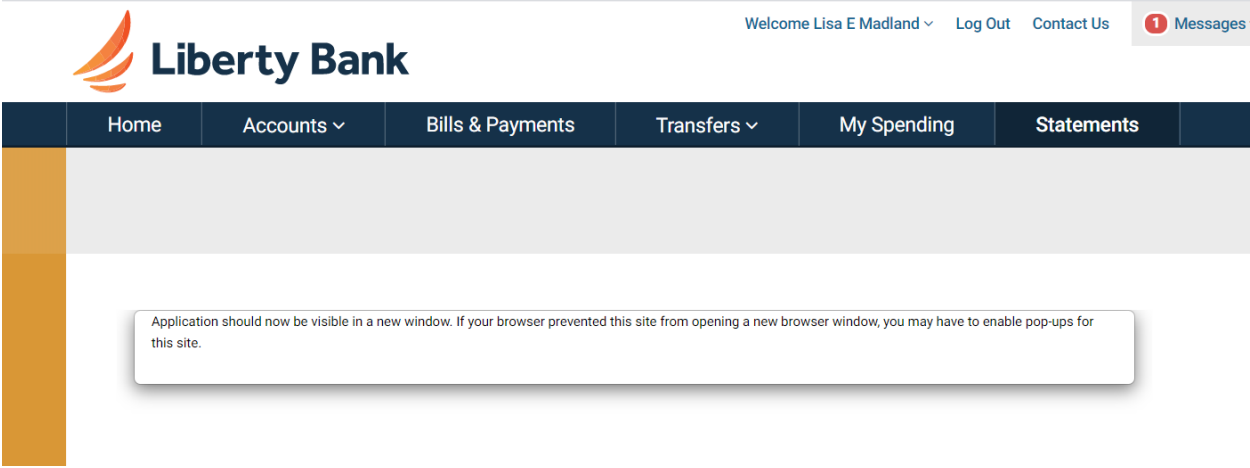 Welcome Lisa E Madland Log Out Contact Us 1 Messages
Liberty Bank
Home Accounts Bills & Payments Transfers My Spending Statements
Application should now be visible in a new window. If your browser prevented this site from opening a new browser window, you may have to enable pop-ups for
this site.